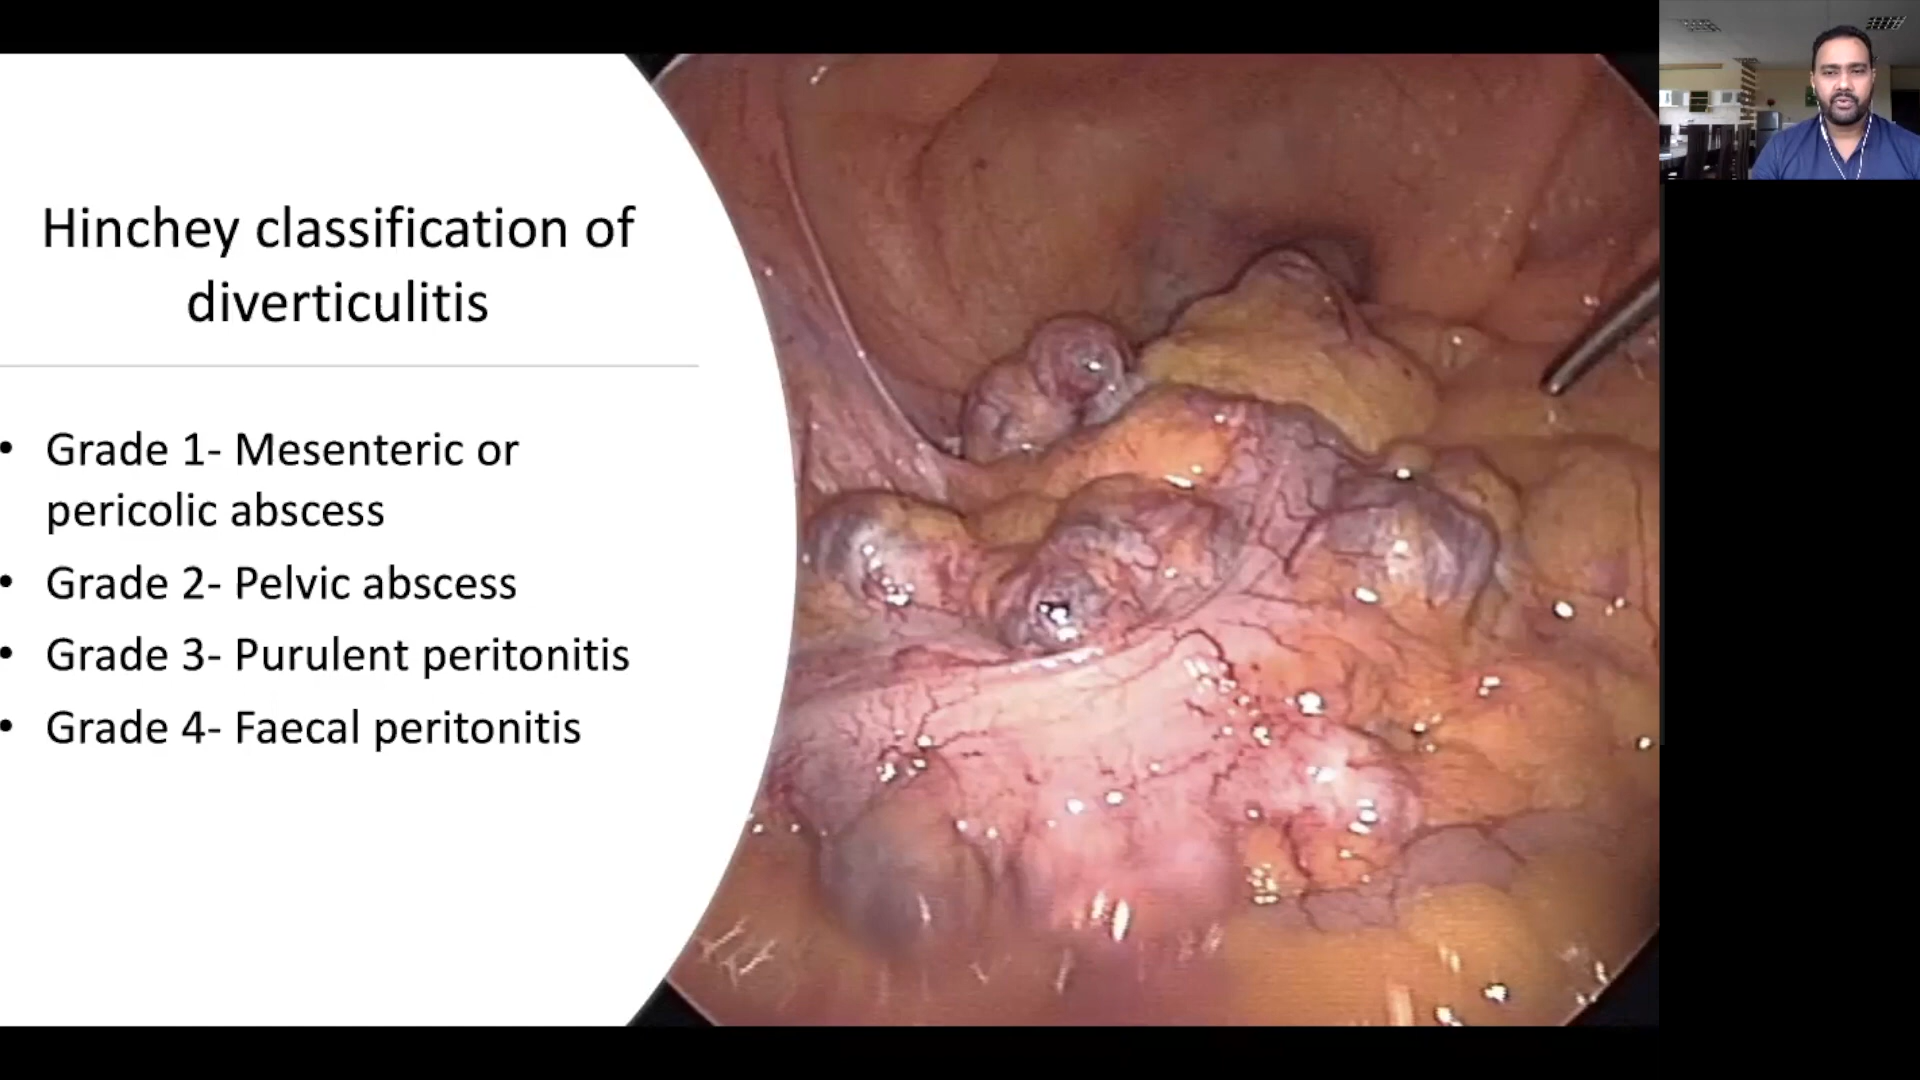 Hinchey classification of
diverticulitis
• Grade 1- Mesenteric or
pericolic abscess
• Grade 2- Pelvic abscess
• Grade 3- Purulent peritonitis
• Grade 4- Faecal peritonitis